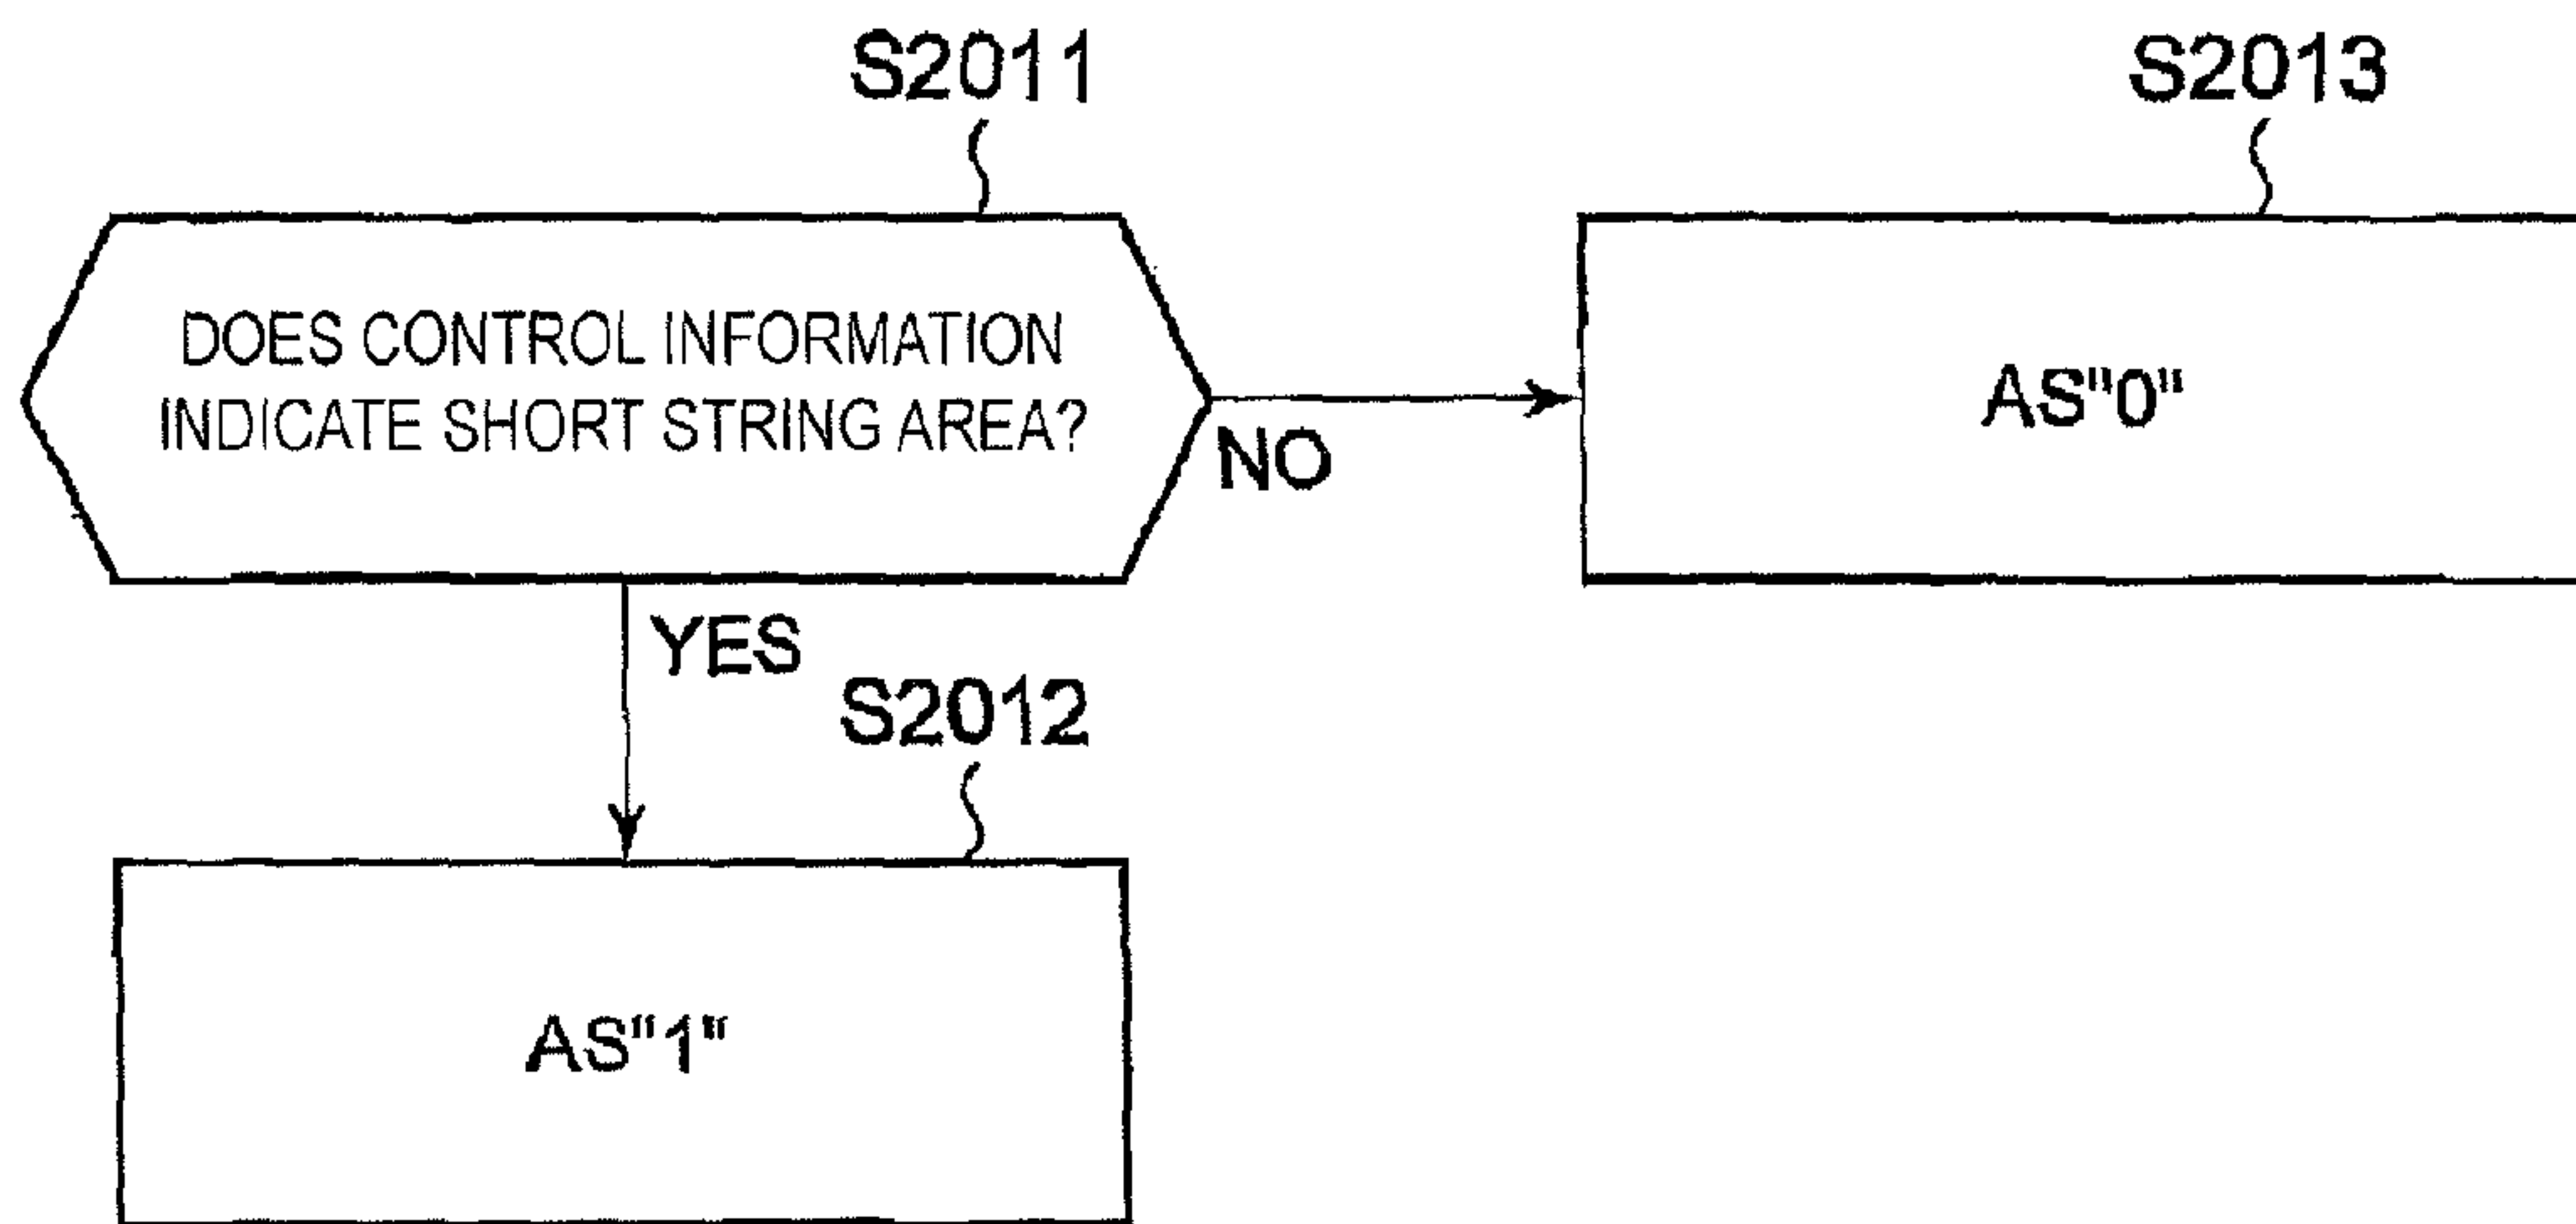 S2011
S2013
DOES CONTROL INFORMATION
INDICATE SHORT STRING AREA?
NO
AS"0"
YES
S2012
AS"1"